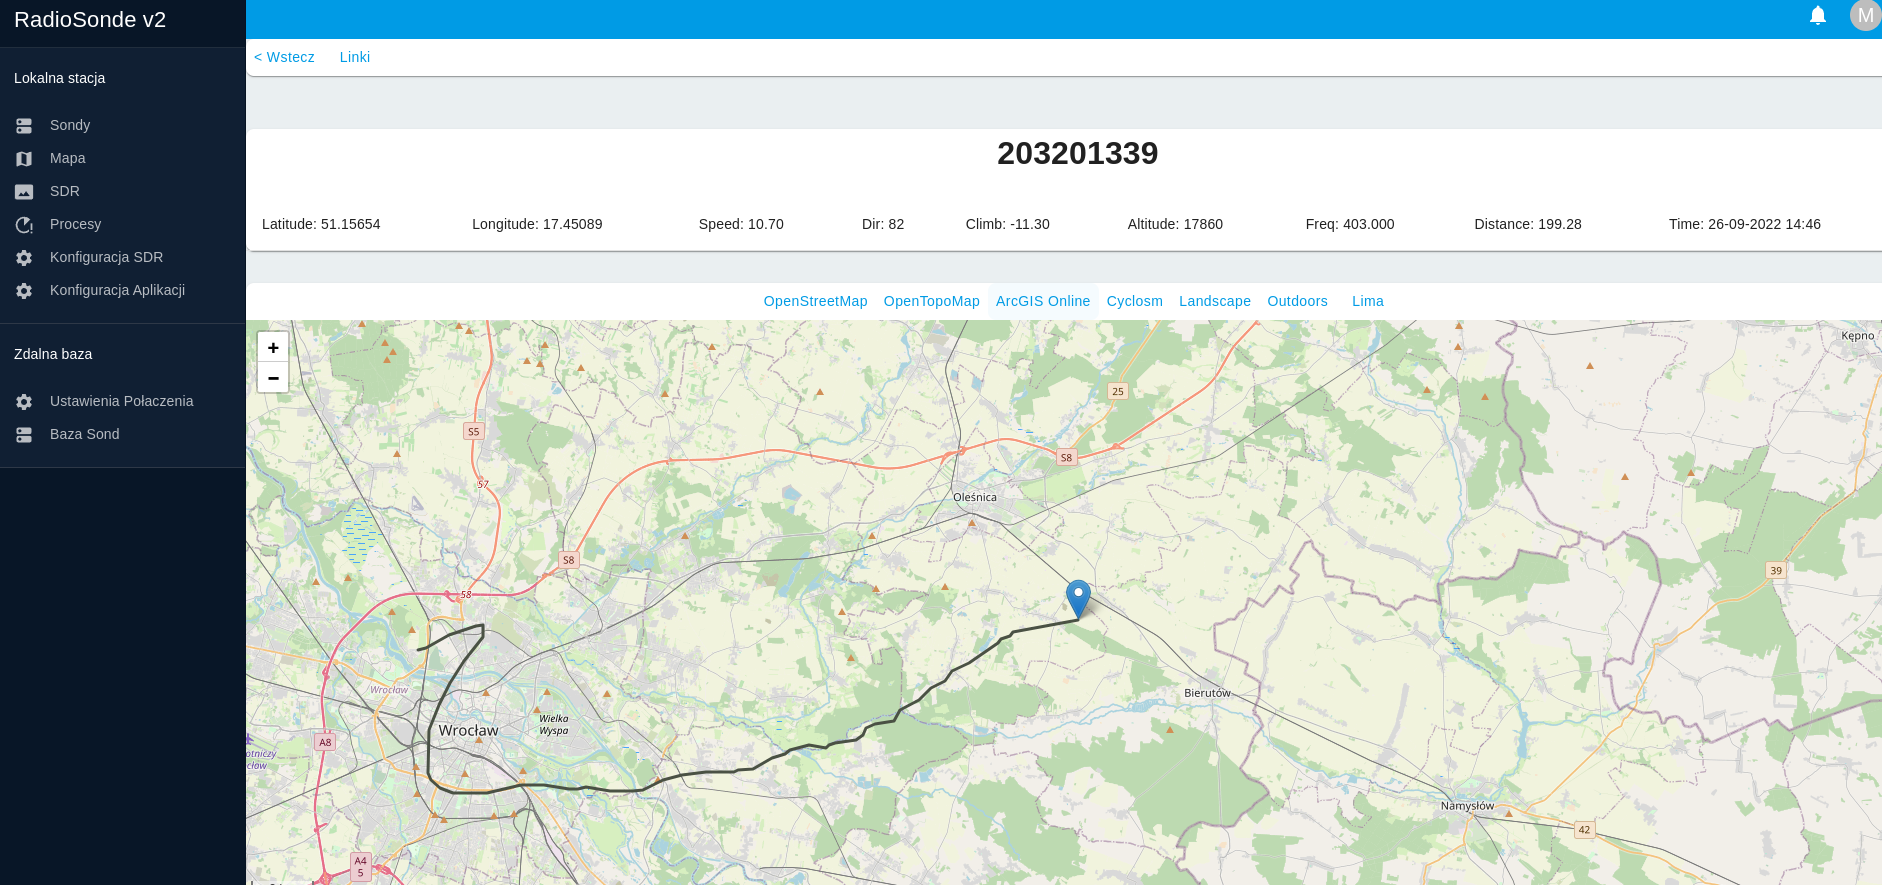 RadioSonde v2
M
< Wstecz Linki
Lokalna stacja
Sondy
Mapa
SDR
Procesy
Konfiguracja SDR
Konfiguracja Aplikacji
Zdalna baza
Ustawienia Połaczenia
Baza Sond
203201339
Latitude: 51.15654 Longitude: 17.45089 Speed: 10.70 Dir: 82 Climb: -11.30 Altitude: 17860 Freq: 403.000 Distance: 199.28 Time: 26-09-2022 14:46
OpenStreetMap OpenTopoMap ArcGIS Online Cyclosm Landscape Outdoors Lima
+
−
Kępno
25
S5
S8
57
Oleśnica
S8
39
58
Wrocław
Bierutów
Wielka
Wyspa
Wrocław
A8
Namysłów
42
A4
5